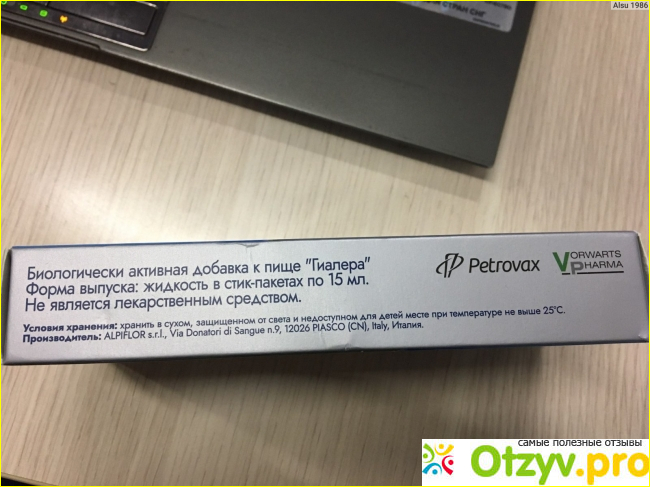 Alsu 1986
СТРАН СНГ
Биологически активная добавка к пище "Гиалера"
Форма выпуска: жидкость в стик-пакетах по 15 мл.
Не является лекарственным средством.
Petrovax
VORWARTS
PHARMA
Условия хранения: хранить в сухом, защищенном от света и недоступном для детей месте при температуре не выше 25°C.
Производитель: ALPIFLOR s.r.l., Via Donatori di Sangue n.9, 12026 PIASCO (CN), Italy, Италия.
самые полезные отзывы
Otzyv.pro